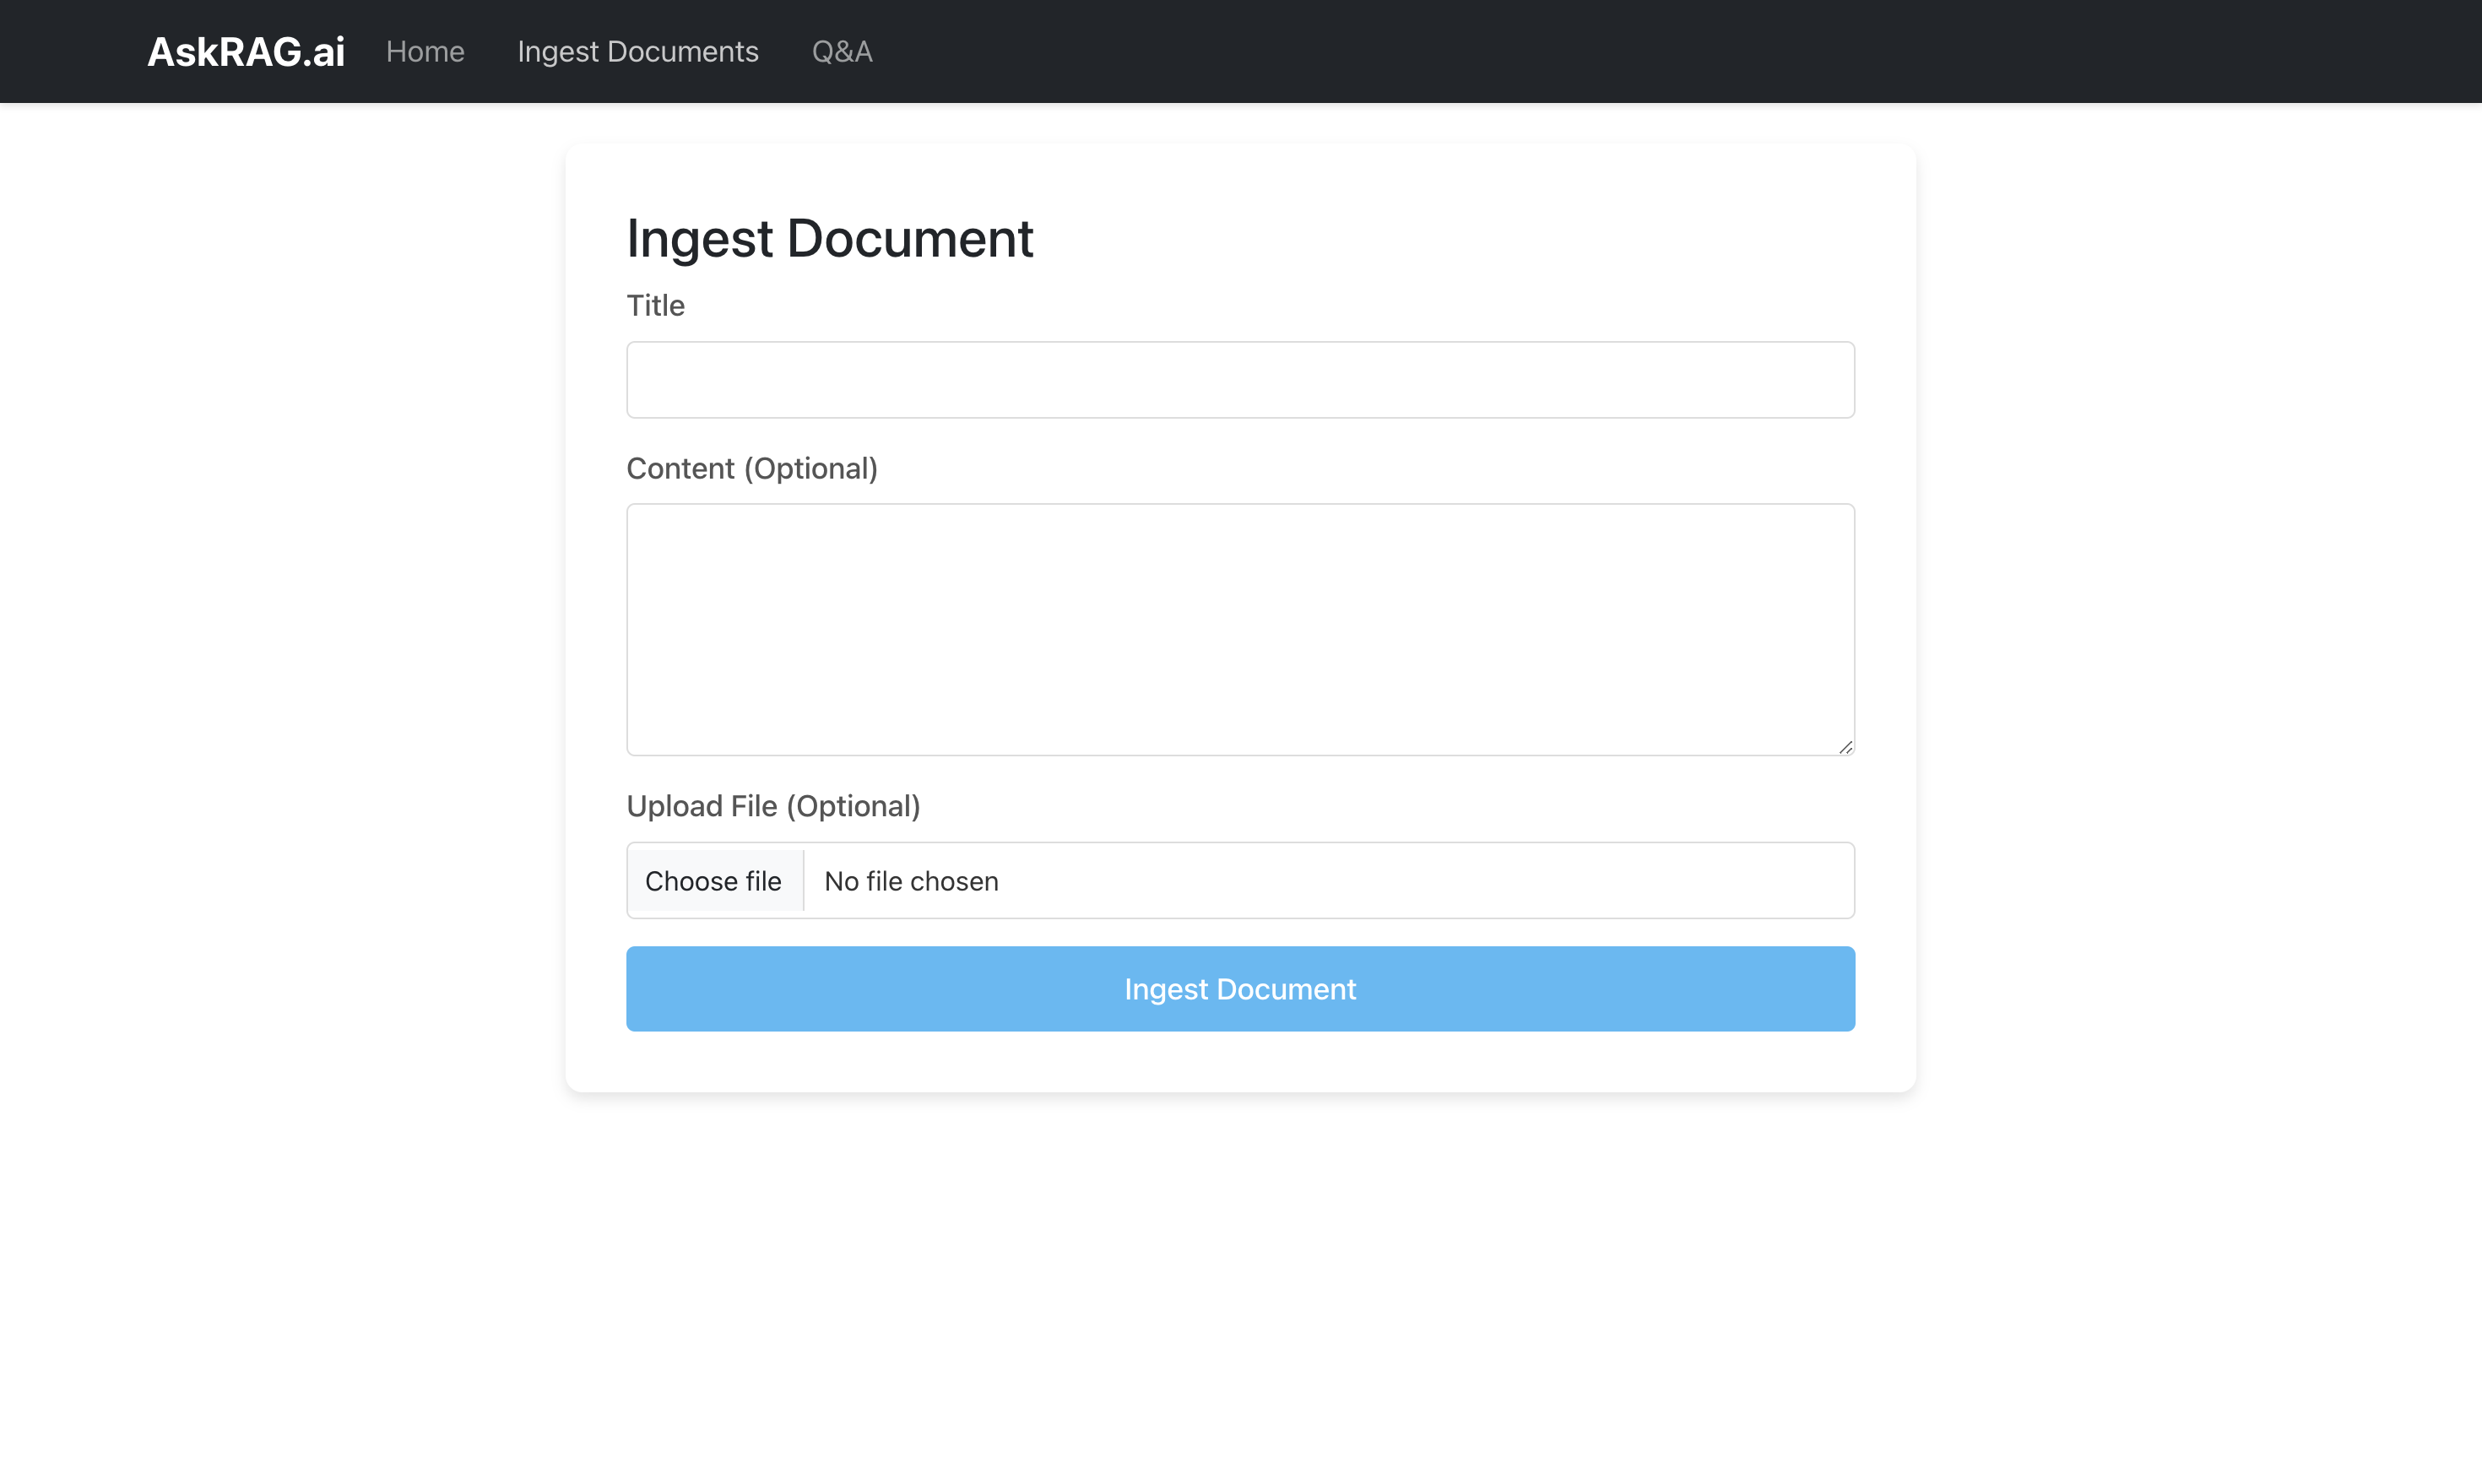 AskRAG.ai Home Ingest Documents Q&A
Ingest Document
Title
Content (Optional)
Upload File (Optional)
Choose file No file chosen
Ingest Document